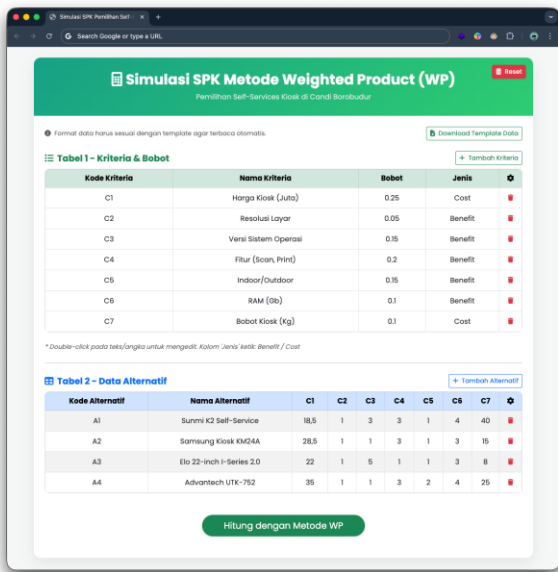 Simulasi SPK Pemilihan Self-
Search Google or type a URL
Simulasi SPK Metode Weighted Product (WP)
Reset
Pemilihan Self-Services Kiosk di Candi Borobudur
Format data harus sesuai dengan template agar terbaca otomatis.
Download Template Data
Tabel 1 - Kriteria & Bobot
+ Tambah Kriteria
Kode Kriteria Nama Kriteria Bobot Jenis
C1 Harga Kiosk (Juta) 0.25 Cost
C2 Resolusi Layar 0.05 Benefit
C3 Versi Sistem Operasi 0.15 Benefit
C4 Fitur (Scan, Print) 0.2 Benefit
C5 Indoor/Outdoor 0.15 Benefit
C6 RAM (Gb) 0.1 Benefit
C7 Bobot Kiosk (Kg) 0.1 Cost
* Double-click pada teks/angka untuk mengedit. Kolom 'Jenis' ketik: Benefit / Cost
Tabel 2 - Data Alternatif
+ Tambah Alternatif
Kode Alternatif Nama Alternatif C1 C2 C3 C4 C5 C6 C7
A1 Sunmi K2 Self-Service 18,5 1 3 3 1 4 40
A2 Samsung Kiosk KM24A 28,5 1 1 3 1 3 15
A3 Elo 22-inch I-Series 2.0 22 1 5 1 1 3 8
A4 Advantech UTK-752 35 1 1 3 2 4 25
Hitung dengan Metode WP